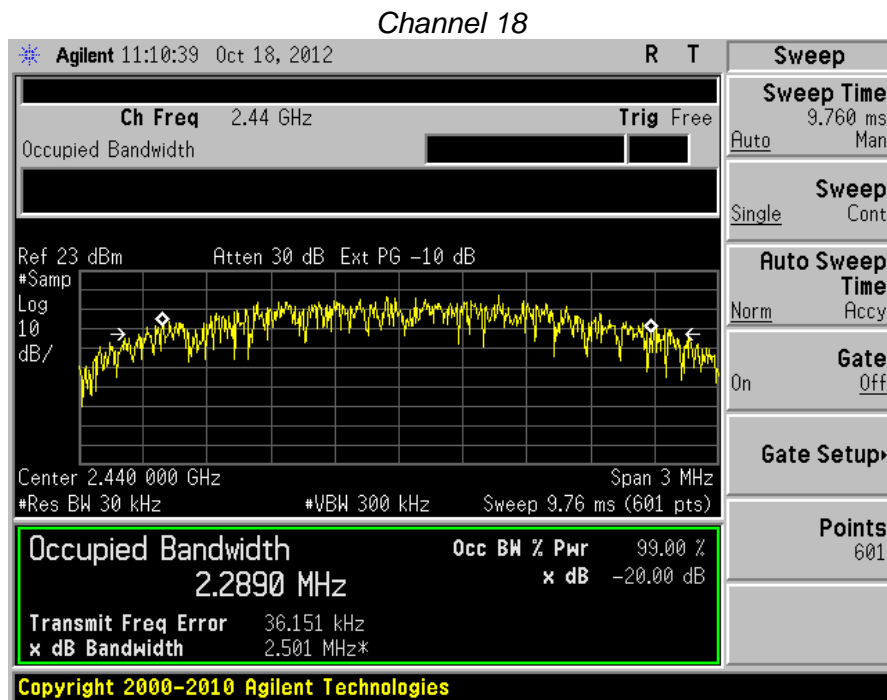 Channel 18
Agilent 11:10:39 Oct 18, 2012 R T
Sweep
Ch Freq 2.44 GHz Trig Free
Occupied Bandwidth
Sweep Time
9.760 ms
Auto Man
Sweep
Single Cont
Auto Sweep
Time
Norm Accy
Gate
On Off
Gate Setup
Points
601
Ref 23 dBm Atten 30 dB Ext PG -10 dB
#Samp
Log
10
dB/
Center 2.440 000 GHz Span 3 MHz
#Res BW 30 kHz #VBW 300 kHz Sweep 9.76 ms (601 pts)
Occupied Bandwidth Occ BW % Pwr 99.00 %
2.2890 MHz x dB -20.00 dB
Transmit Freq Error 36.151 kHz
x dB Bandwidth 2.501 MHz*
Copyright 2000-2010 Agilent Technologies